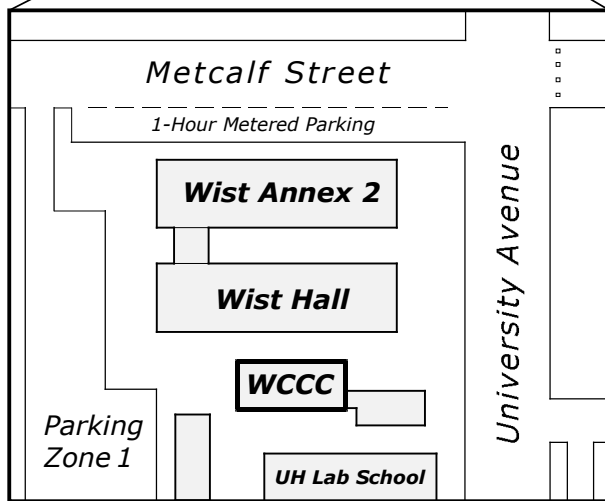 Metcalf Street
1-Hour Metered Parking
Wist Annex 2
University Avenue
Wist Hall
WCCC
Parking
Zone 1
UH Lab School